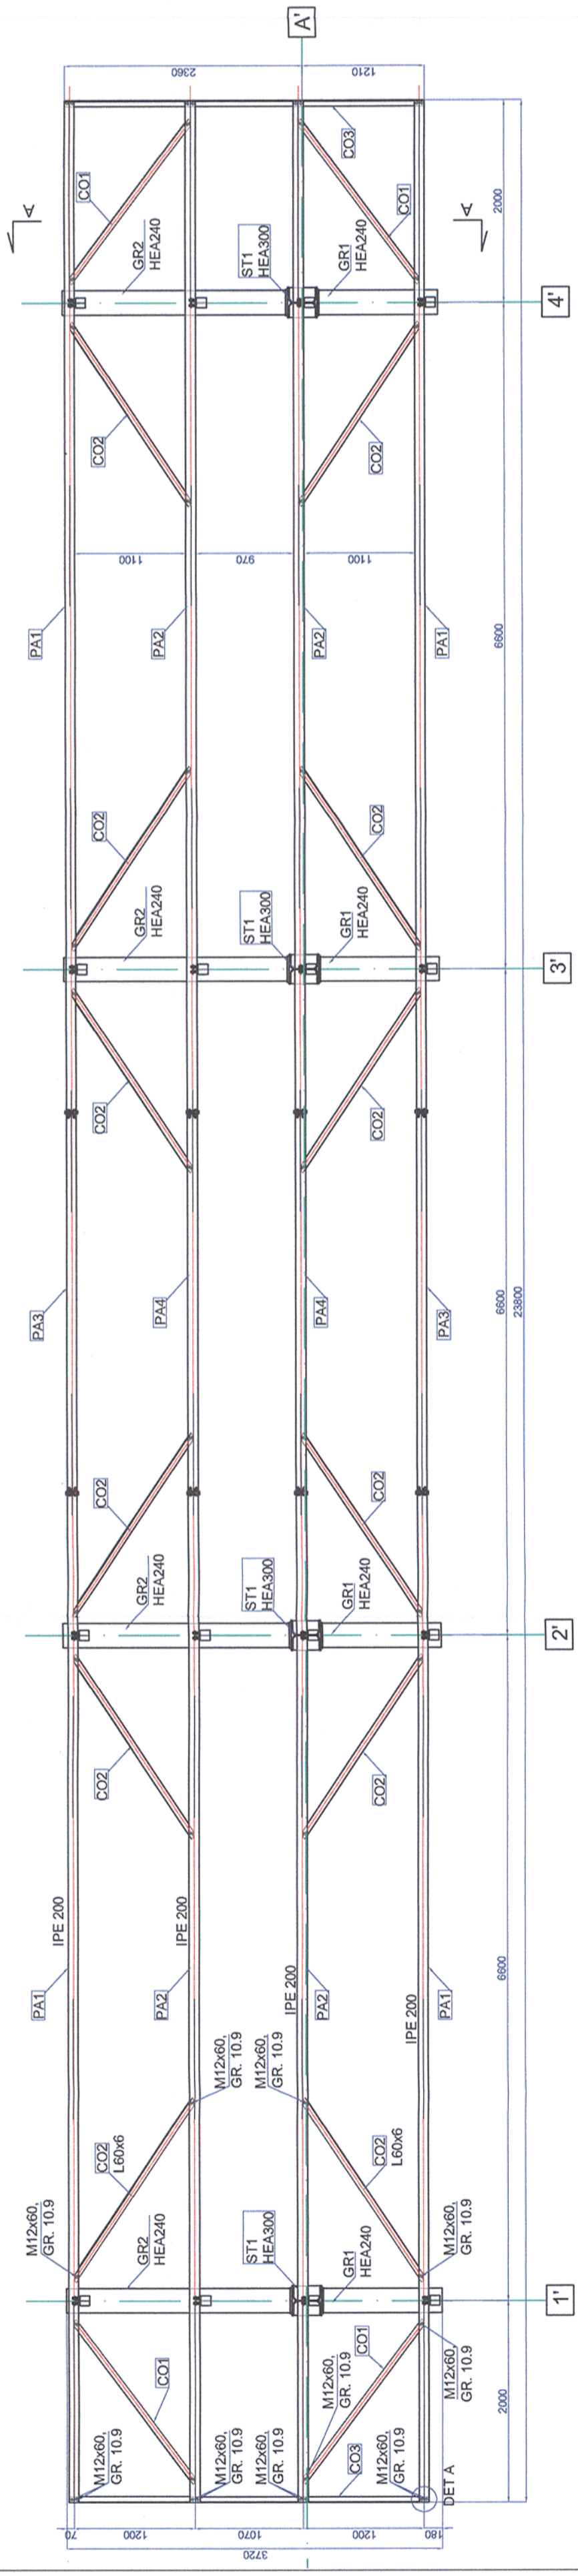 A'
2360
1210
CO3
CO1
CO1
A
A
2000
GR2
HEA240
ST1
HEA300
GR1
HEA240
4'
CO2
CO2
1100
970
1100
PA1
PA2
PA2
PA1
6600
CO2
CO2
GR2
HEA240
ST1
HEA300
GR1
HEA240
3'
CO2
CO2
PA3
PA4
PA4
PA3
6600
23800
CO2
CO2
GR2
HEA240
ST1
HEA300
GR1
HEA240
2'
CO2
CO2
IPE 200
IPE 200
IPE 200
IPE 200
PA1
PA2
PA2
PA1
6600
M12x60,
GR. 10.9
M12x60,
GR. 10.9
CO2
L60x6
CO2
L60x6
M12x60,
GR. 10.9
M12x60,
GR. 10.9
GR2
HEA240
ST1
HEA300
GR1
HEA240
1'
CO1
CO1
M12x60,
GR. 10.9
M12x60,
GR. 10.9
M12x60,
GR. 10.9
M12x60,
GR. 10.9
M12x60,
GR. 10.9
M12x60,
GR. 10.9
CO3
DET A
2000
70
1200
1070
1200
180
3720